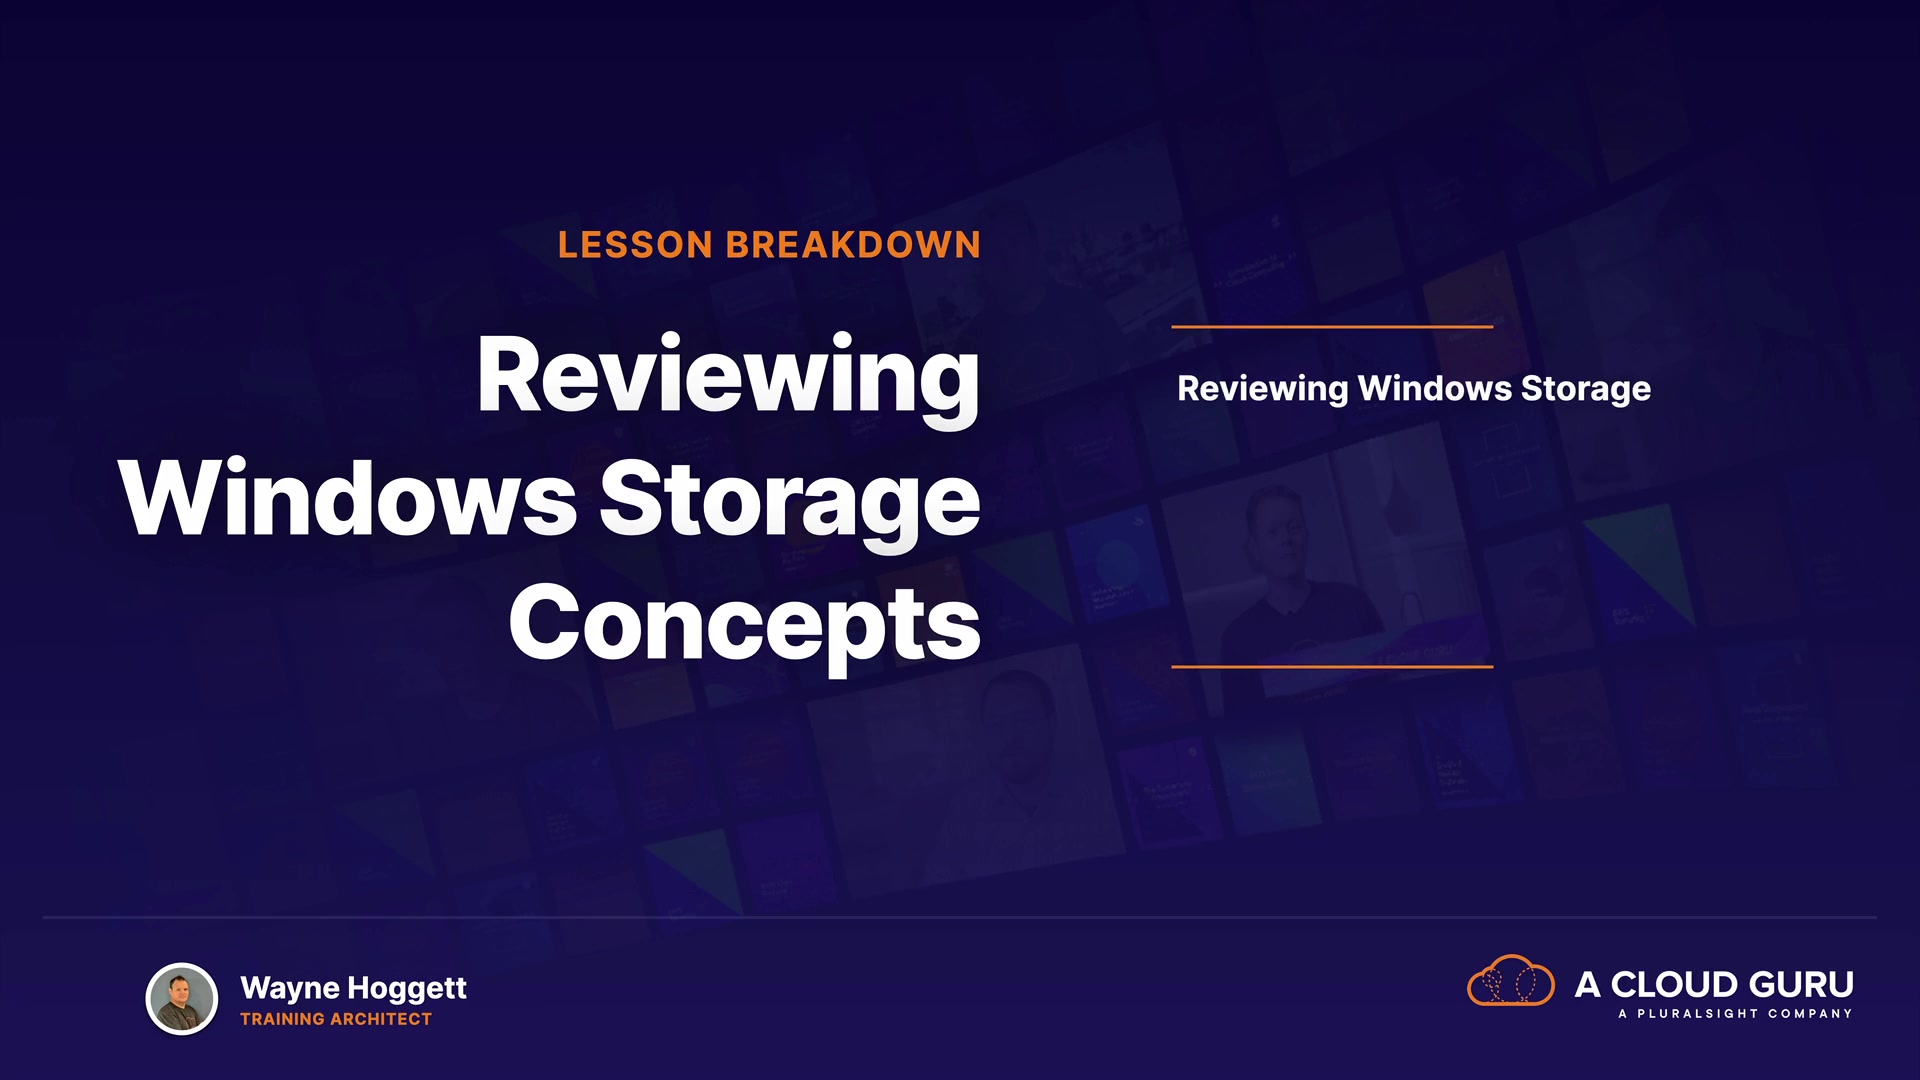 LESSON BREAKDOWN
Reviewing
Windows Storage
Concepts
Reviewing Windows Storage
Wayne Hoggett
TRAINING ARCHITECT
A CLOUD GURU
A PLURALSIGHT COMPANY